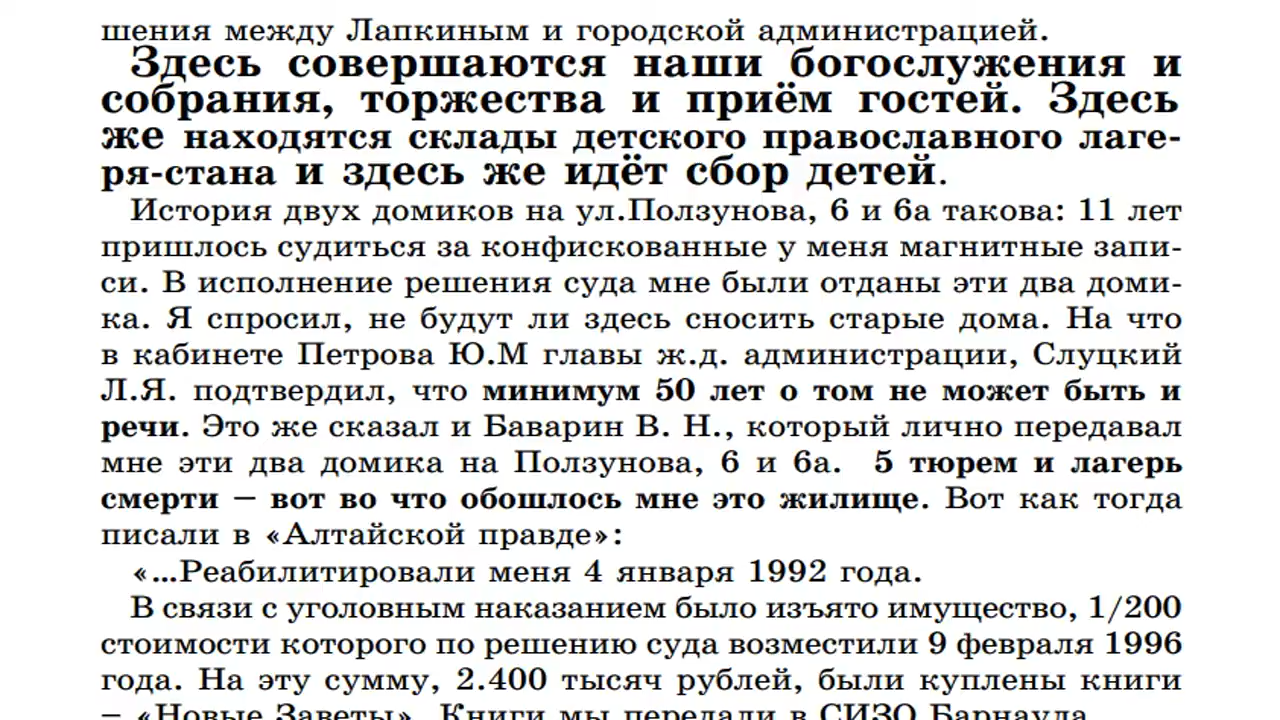 шения между Лапкиным и городской администрацией.
Здесь совершаются наши богослужения и
собрания, торжества и приём гостей. Здесь
же находятся склады детского православного лаге-
ря-стана и здесь же идёт сбор детей.
История двух домиков на ул.Ползунова, 6 и 6а такова: 11 лет
пришлось судиться за конфискованные у меня магнитные запи-
си. В исполнение решения суда мне были отданы эти два доми-
ка. Я спросил, не будут ли здесь сносить старые дома. На что
в кабинете Петрова Ю.М главы ж.д. администрации, Слуцкий
Л.Я. подтвердил, что минимум 50 лет о том не может быть и
речи. Это же сказал и Баварин В. Н., который лично передавал
мне эти два домика на Ползунова, 6 и 6а. 5 тюрем и лагерь
смерти – вот во что обошлось мне это жилище. Вот как тогда
писали в «Алтайской правде»:
«...Реабилитировали меня 4 января 1992 года.
В связи с уголовным наказанием было изъято имущество, 1/200
стоимости которого по решению суда возместили 9 февраля 1996
года. На эту сумму, 2.400 тысяч рублей, были куплены книги
– «Новые Заветы». Книги мы передали в СИЗО Барнаула